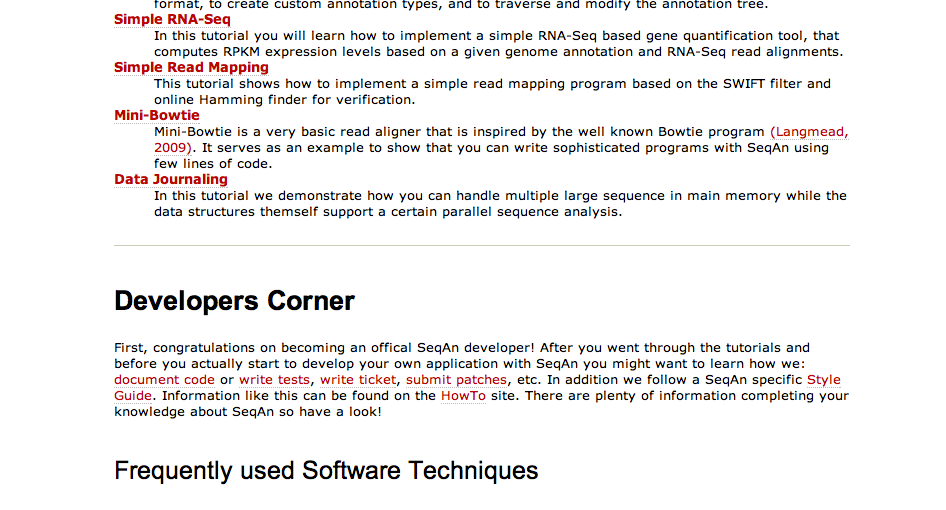 format, to create custom annotation types, and to traverse and modify the annotation tree.
Simple RNA-Seq
In this tutorial you will learn how to implement a simple RNA-Seq based gene quantification tool, that
computes RPKM expression levels based on a given genome annotation and RNA-Seq read alignments.
Simple Read Mapping
This tutorial shows how to implement a simple read mapping program based on the SWIFT filter and
online Hamming finder for verification.
Mini-Bowtie
Mini-Bowtie is a very basic read aligner that is inspired by the well known Bowtie program (Langmead,
2009). It serves as an example to show that you can write sophisticated programs with SeqAn using
few lines of code.
Data Journaling
In this tutorial we demonstrate how you can handle multiple large sequence in main memory while the
data structures themself support a certain parallel sequence analysis.
Developers Corner
First, congratulations on becoming an offical SeqAn developer! After you went through the tutorials and
before you actually start to develop your own application with SeqAn you might want to learn how we:
document code or write tests, write ticket, submit patches, etc. In addition we follow a SeqAn specific Style
Guide. Information like this can be found on the HowTo site. There are plenty of information completing your
knowledge about SeqAn so have a look!
Frequently used Software Techniques